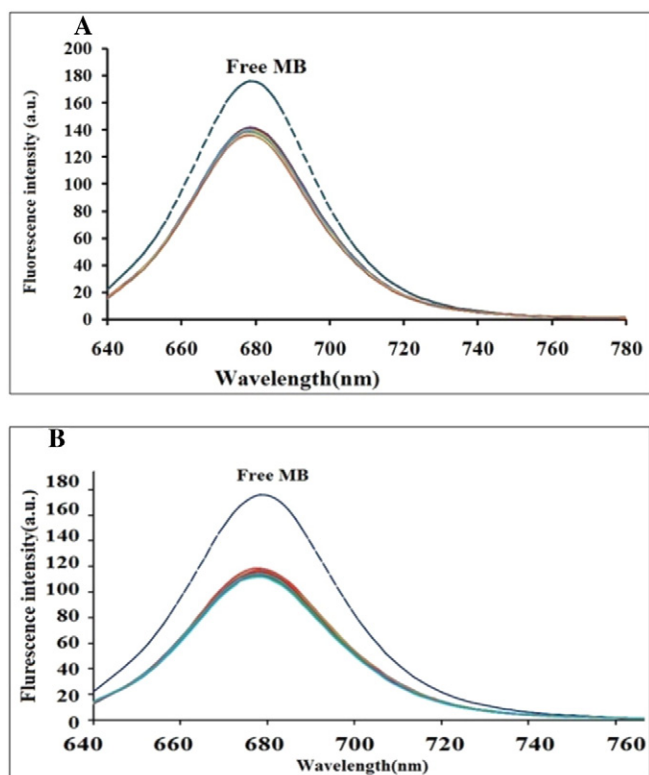 A
Free MB
Fluorescence intensity (a.u.)
200
180
160
140
120
100
80
60
40
20
0
640 660 680 700 720 740 760 780
Wavelength(nm)
B
Free MB
Flurescence intensity(a.u.)
180
160
140
120
100
80
60
40
20
0
640 660 680 700 720 740 760
Wavelength(nm)